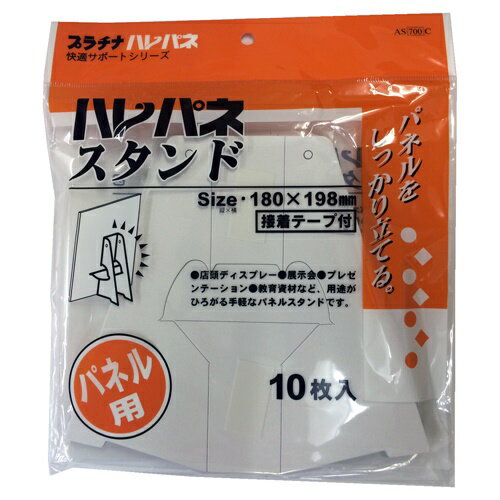 プラチナ ハレパネ
快適サポートシリーズ
AS 700 C
ハレパネ
スタンド
Size・180×198mm
縦×横
接着テープ付
パネルを
しっかり立てる。
●店頭ディスプレー●展示会●プレゼ
ンテーション●教育資材など、用途が
ひろがる手軽なパネルスタンドです。
パネル
用
10枚入